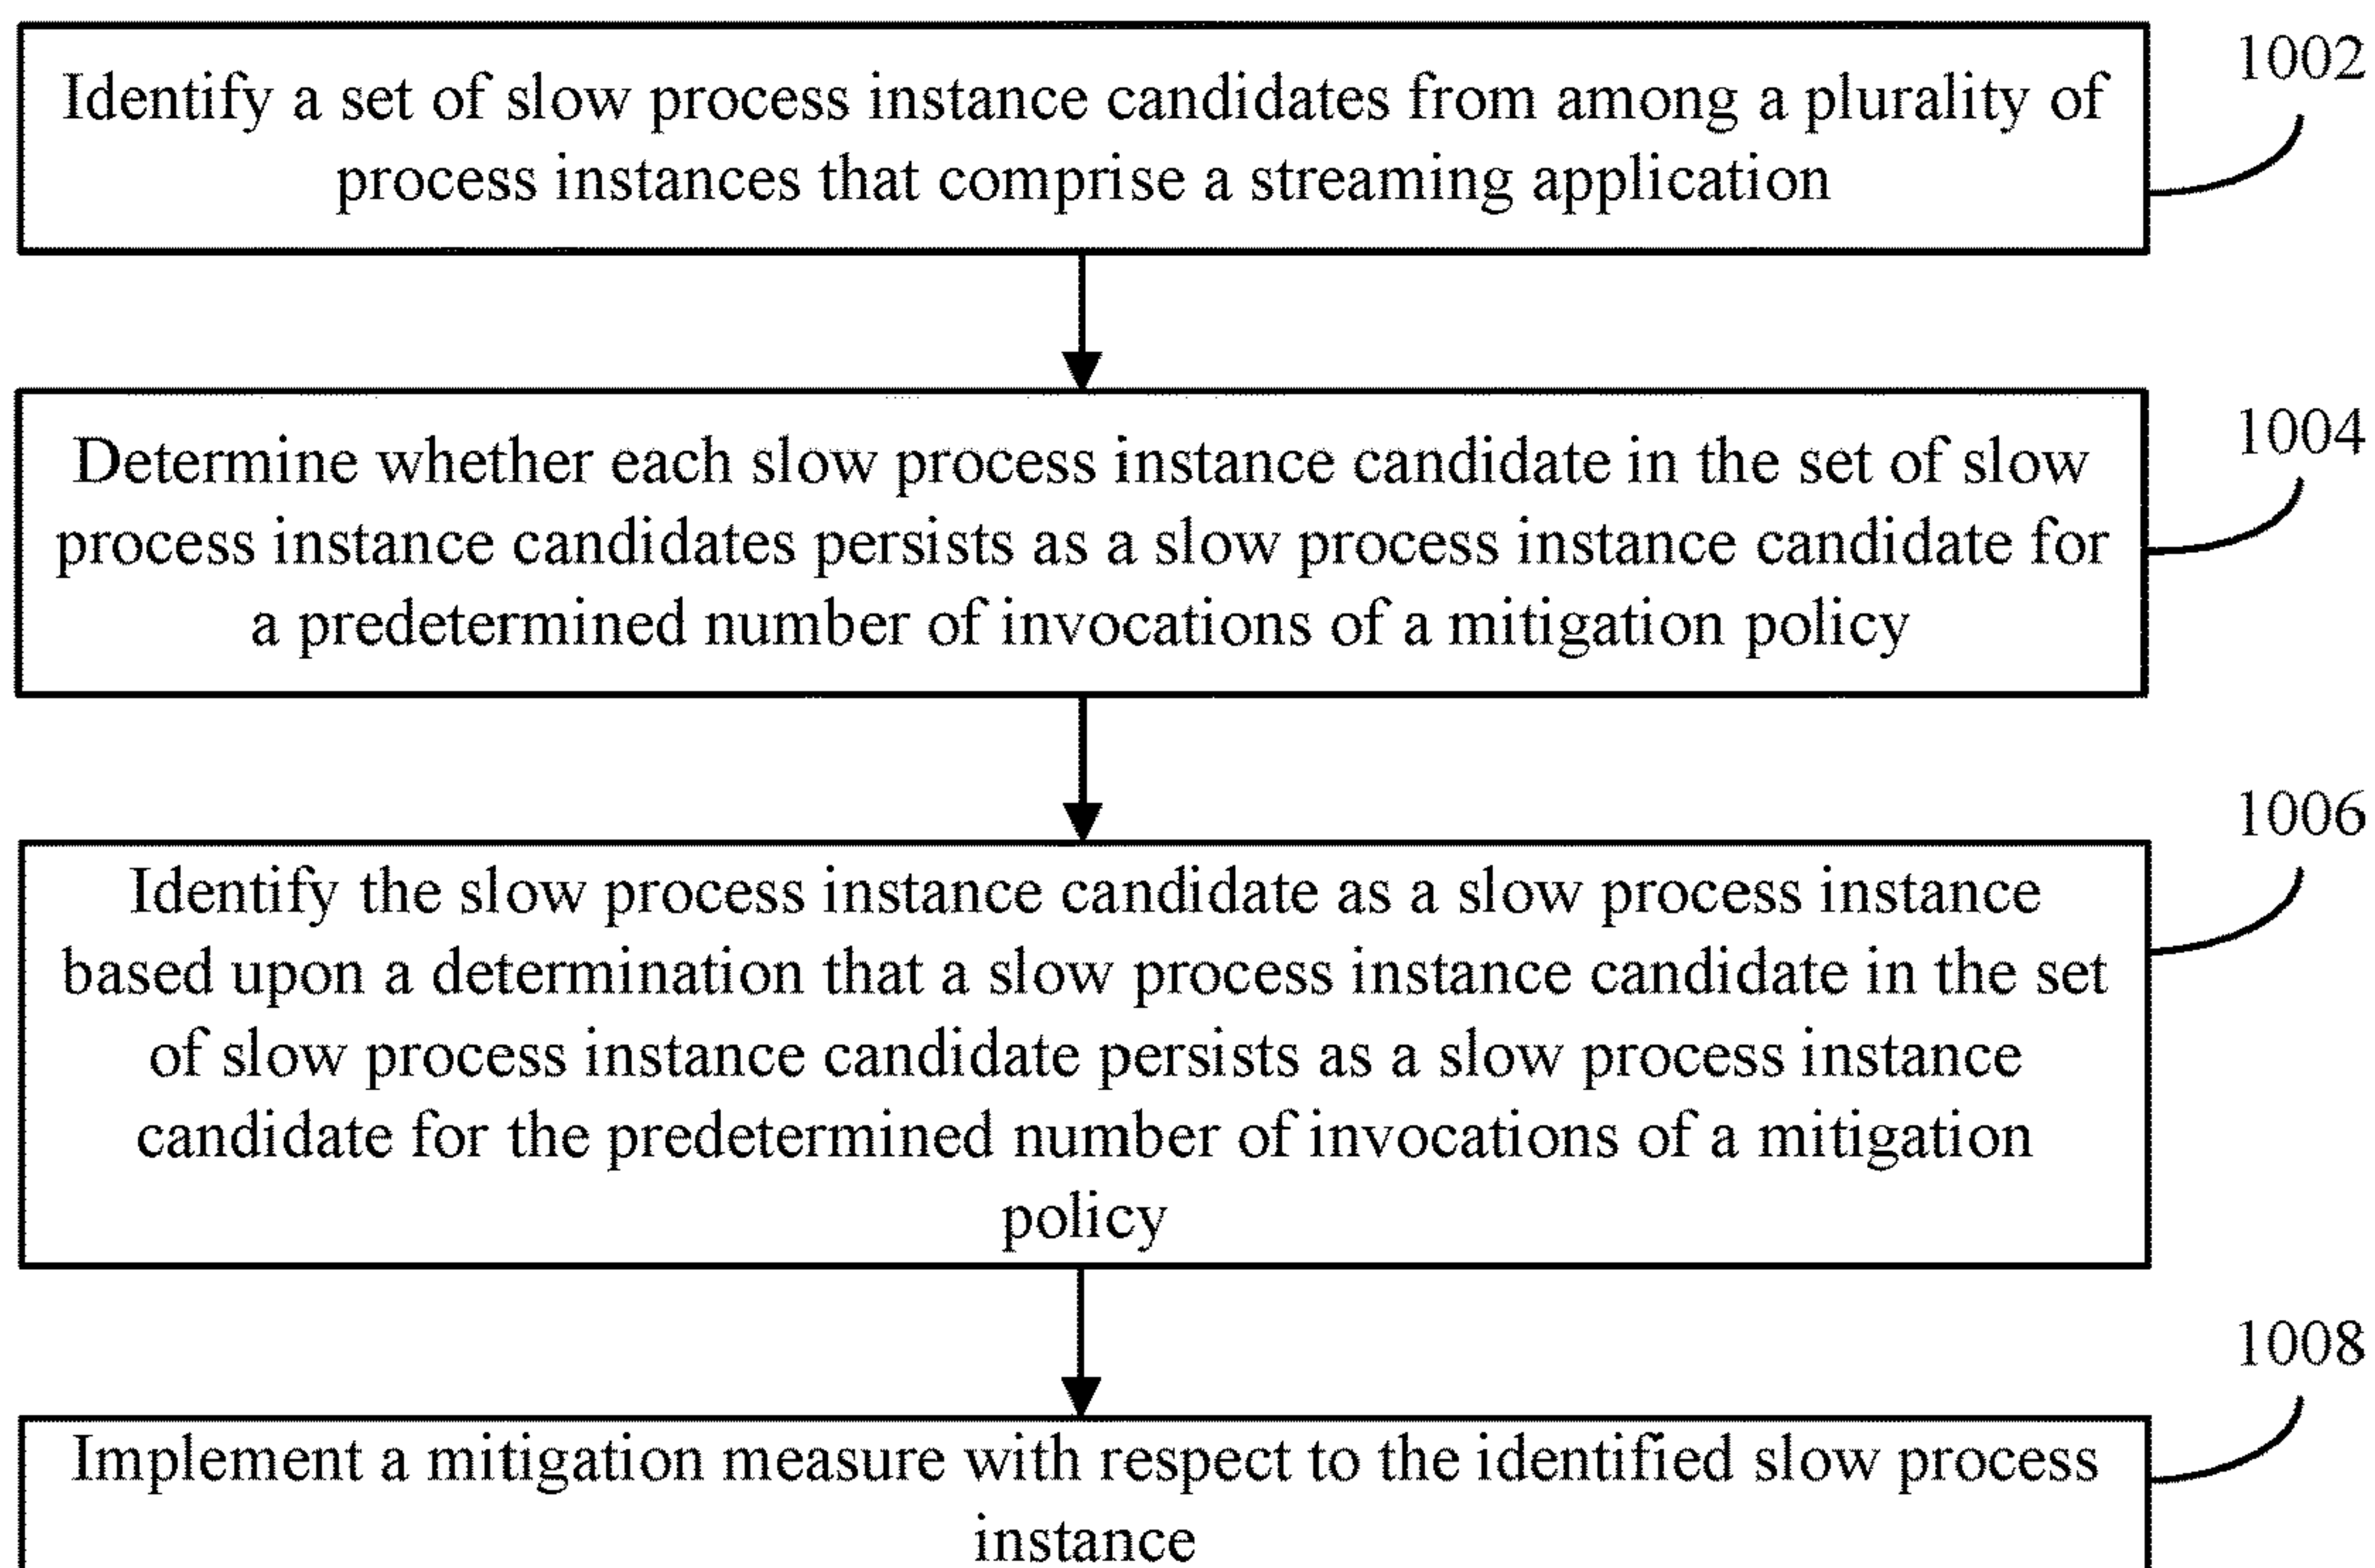 1002
Identify a set of slow process instance candidates from among a plurality of
process instances that comprise a streaming application
1004
Determine whether each slow process instance candidate in the set of slow
process instance candidates persists as a slow process instance candidate for
a predetermined number of invocations of a mitigation policy
1006
Identify the slow process instance candidate as a slow process instance
based upon a determination that a slow process instance candidate in the set
of slow process instance candidate persists as a slow process instance
candidate for the predetermined number of invocations of a mitigation
policy
1008
Implement a mitigation measure with respect to the identified slow process
instance